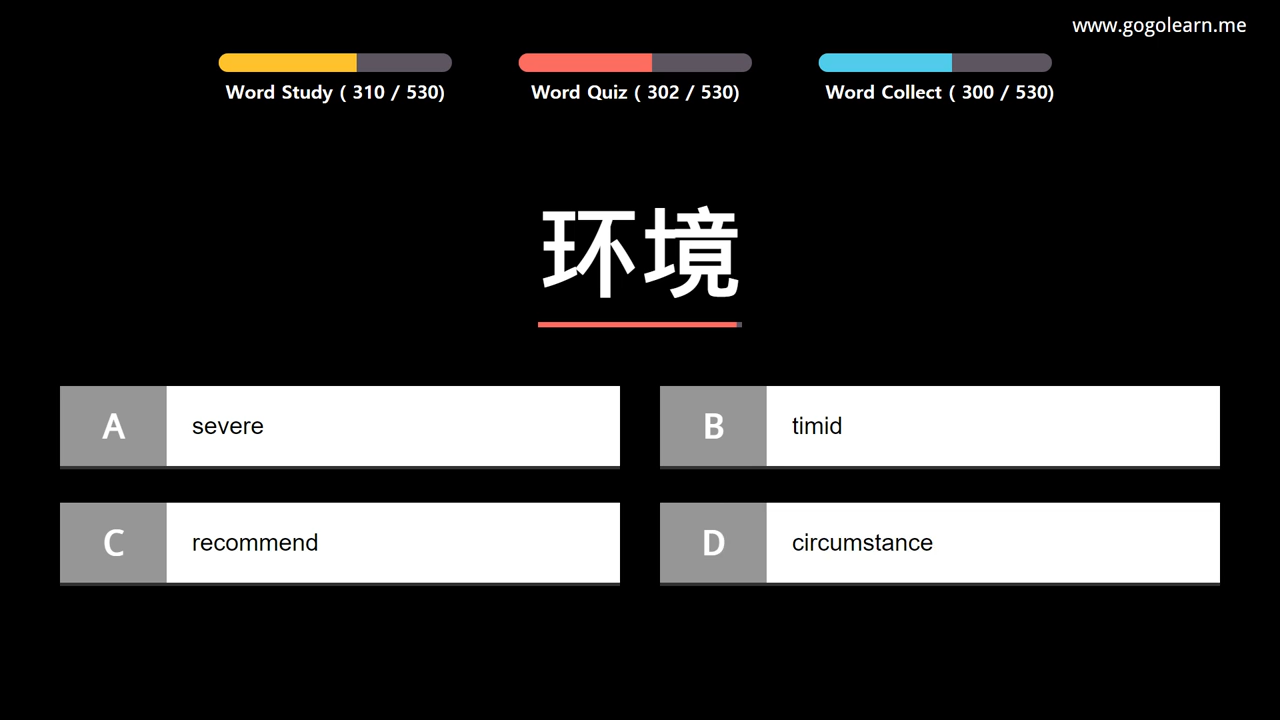 www.gogolearn.me
Word Study ( 310 / 530)
Word Quiz ( 302 / 530)
Word Collect ( 300 / 530)
环境
A severe
B timid
C recommend
D circumstance